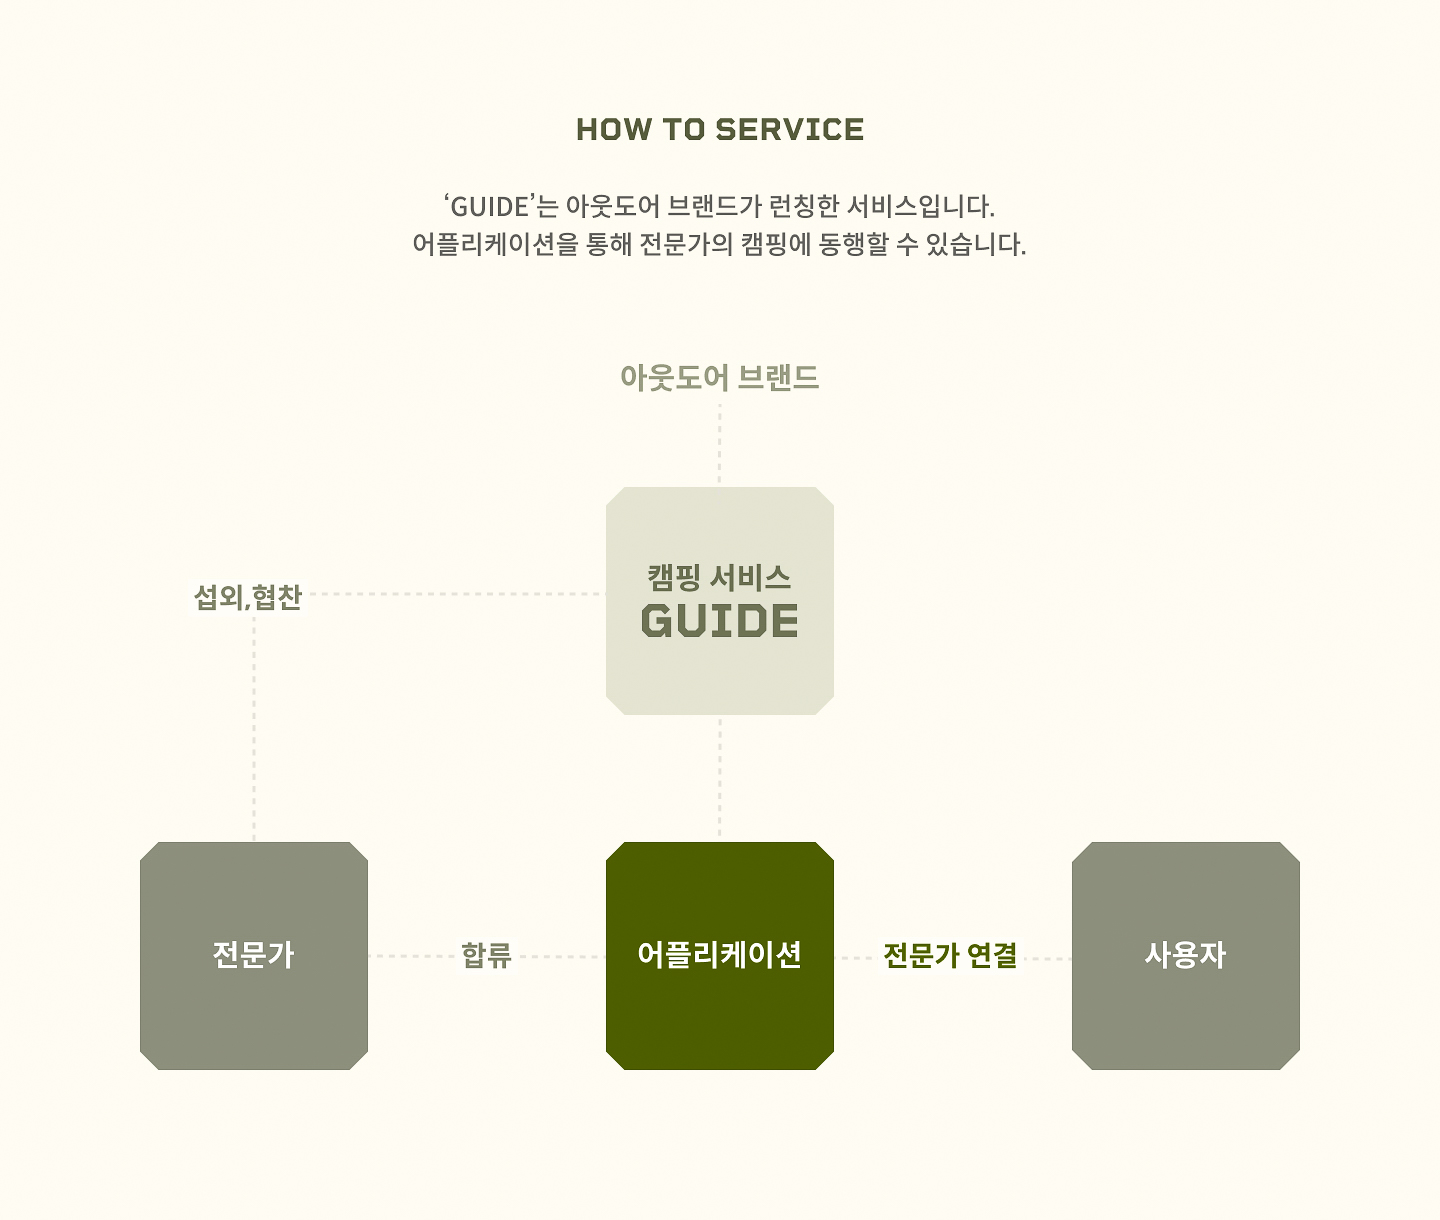 HOW TO SERVICE
‘GUIDE’는 아웃도어 브랜드가 런칭한 서비스입니다.
어플리케이션을 통해 전문가의 캠핑에 동행할 수 있습니다.
아웃도어 브랜드
캠핑 서비스
GUIDE
섭외,협찬
전문가
합류
어플리케이션
전문가 연결
사용자